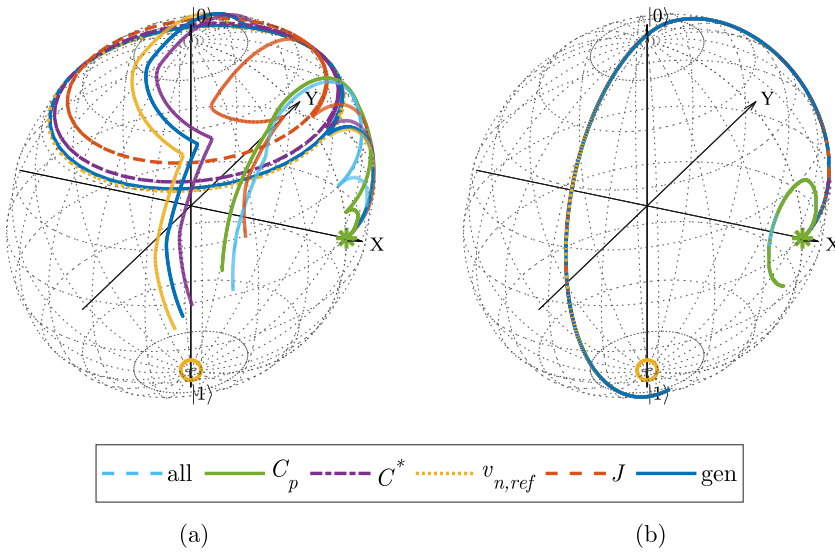 |0⟩
|0⟩
Y
Y
X
X
|1⟩
|1⟩
all C_p C^* v_{n,ref} J gen
(a)
(b)